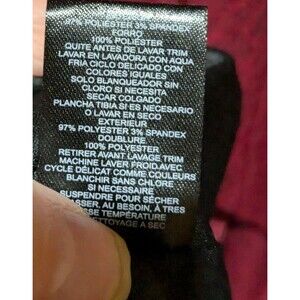 97% POLIESTER 3% SPANDEX
FORRO
100% POLIESTER
QUITE ANTES DE LAVAR TRIM
LAVAR EN LAVADORA CON AQUA
FRIA CICLO DELICADO CON
COLORES IGUALES
SOLO BLANQUEADOR SIN
CLORO SI NECESITA
SECAR COLGADO
PLANCHA TIBIA SI ES NECESARIO
O LAVAR EN SECO
EXTERIEUR
97% POLYESTER 3% SPANDEX
DOUBLURE
100% POLYESTER
RETIRER AVANT LAVAGE TRIM
MACHINE LAVER FROID AVEC
CYCLE DÉLICAT COMME COULEURS
BLANCHIR SANS CHLORE
SI NECESSAIRE
SUSPENDRE POUR SÈCHER
AU BESOIN, À TRES
TEMPÉRATURE
NETTOYAGE A SEC